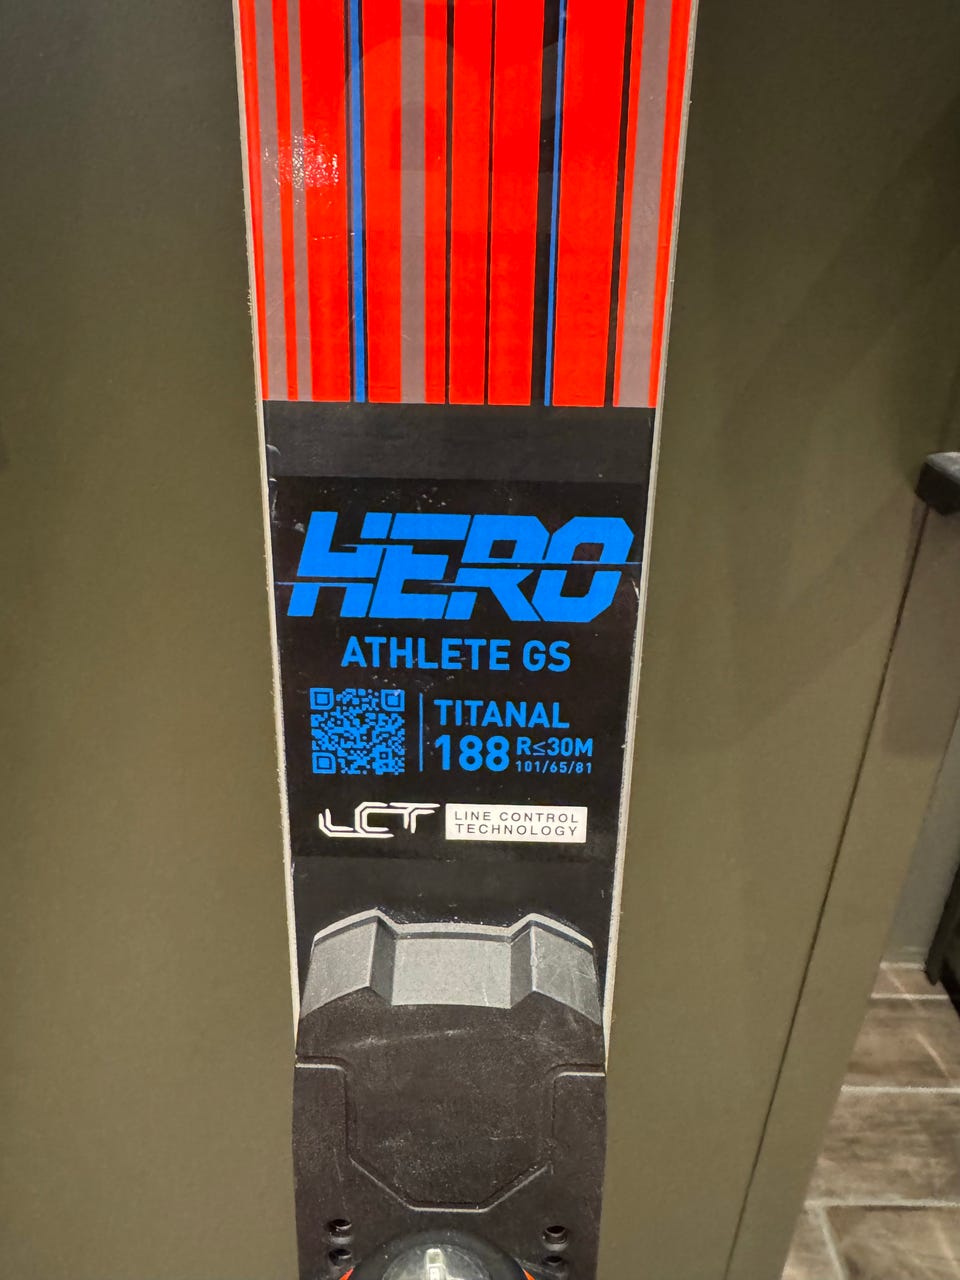 HERO
ATHLETE GS
TITANAL
188 R≤30M
101/65/81
LCT LINE CONTROL
TECHNOLOGY